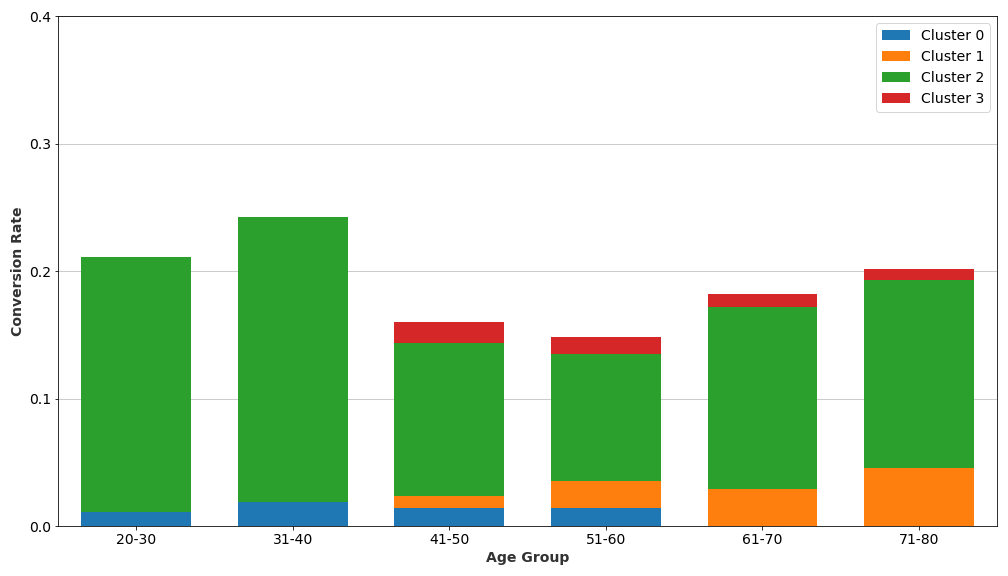 0.4
0.3
0.2
0.1
0.0
Conversion Rate
Cluster 0
Cluster 1
Cluster 2
Cluster 3
20-30 31-40 41-50 51-60 61-70 71-80
Age Group